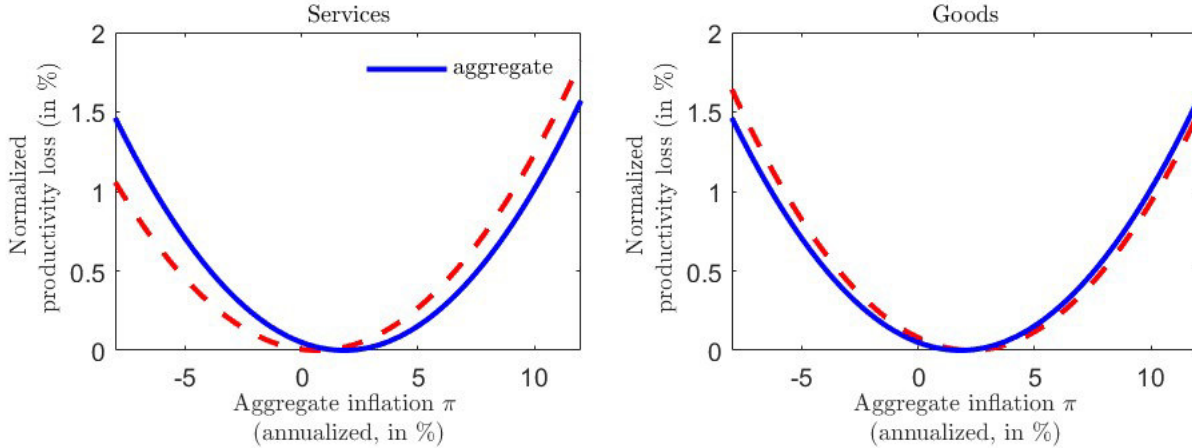 Services
2
1.5
1
0.5
0
Normalized
productivity loss (in %)
aggregate
-5
0
5
10
Aggregate inflation π
(annualized, in %)
Goods
2
1.5
1
0.5
0
Normalized
productivity loss (in %)
-5
0
5
10
Aggregate inflation π
(annualized, in %)